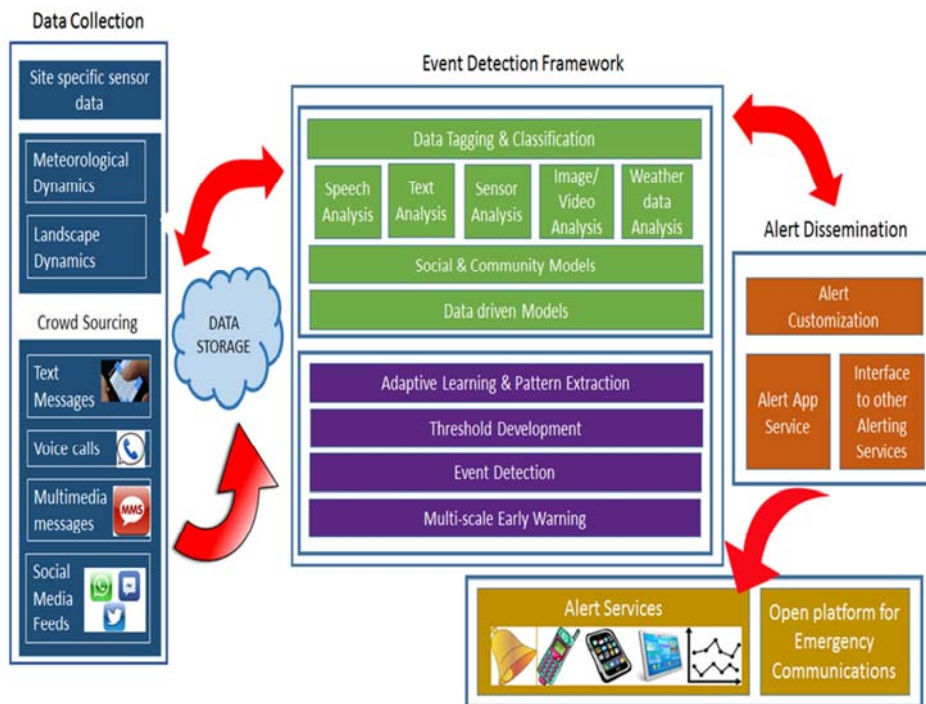 Data Collection
Site specific sensor
data
Meteorological
Dynamics
Landscape
Dynamics
Crowd Sourcing
Text
Messages
Voice calls
Multimedia
messages
MMS
Social
Media
Feeds
DATA
STORAGE
Event Detection Framework
Data Tagging & Classification
Speech
Analysis
Text
Analysis
Sensor
Analysis
Image/
Video
Analysis
Weather
data
Analysis
Social & Community Models
Data driven Models
Adaptive Learning & Pattern Extraction
Threshold Development
Event Detection
Multi-scale Early Warning
Alert Dissemination
Alert
Customization
Alert App
Service
Interface
to other
Alerting
Services
Alert Services
Open platform for
Emergency
Communications